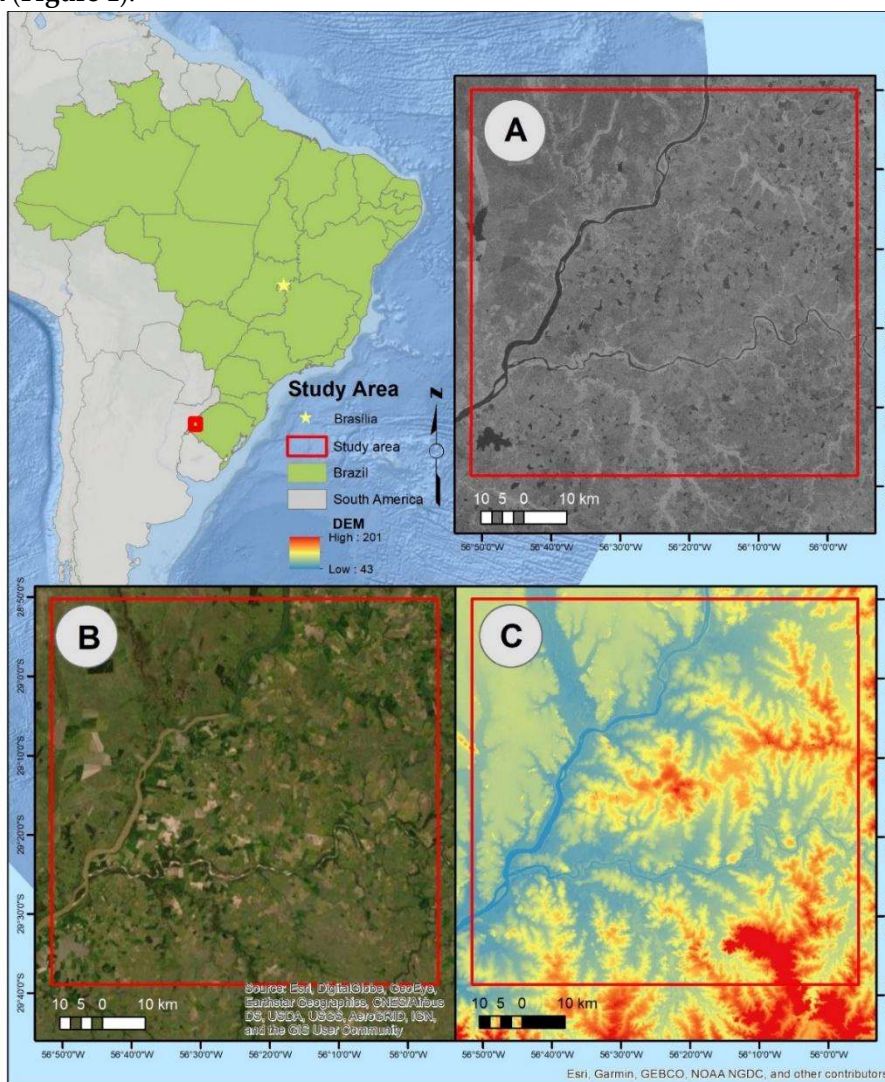 (Figure 1).
A
Study Area
N
Brasília
Study area
Brazil
South America
DEM
High : 201
Low : 43
10 5 0 10 km
56°50'0"W 56°40'0"W 56°30'0"W 56°20'0"W 56°10'0"W 56°0'0"W
B
C
28°50'0"S
29°0'0"S
29°10'0"S
29°20'0"S
29°30'0"S
29°40'0"S
Source: Esri, DigitalGlobe, GeoEye,
Earthstar Geographics, CNES/Airbus
DS, USDA, USGS, AeroGRID, IGN,
and the GIS User Community
10 5 0 10 km
10 5 0 10 km
56°50'0"W 56°40'0"W 56°30'0"W 56°20'0"W 56°10'0"W 56°0'0"W
56°50'0"W 56°40'0"W 56°30'0"W 56°20'0"W 56°10'0"W 56°0'0"W
Esri, Garmin, GEBCO, NOAA NGDC, and other contributors